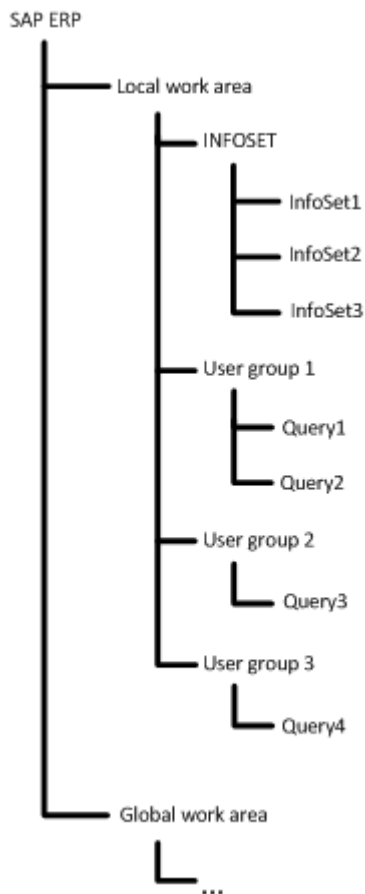 SAP ERP
Local work area
INFOSET
InfoSet1
InfoSet2
InfoSet3
User group 1
Query1
Query2
User group 2
Query3
User group 3
Query4
Global work area
...